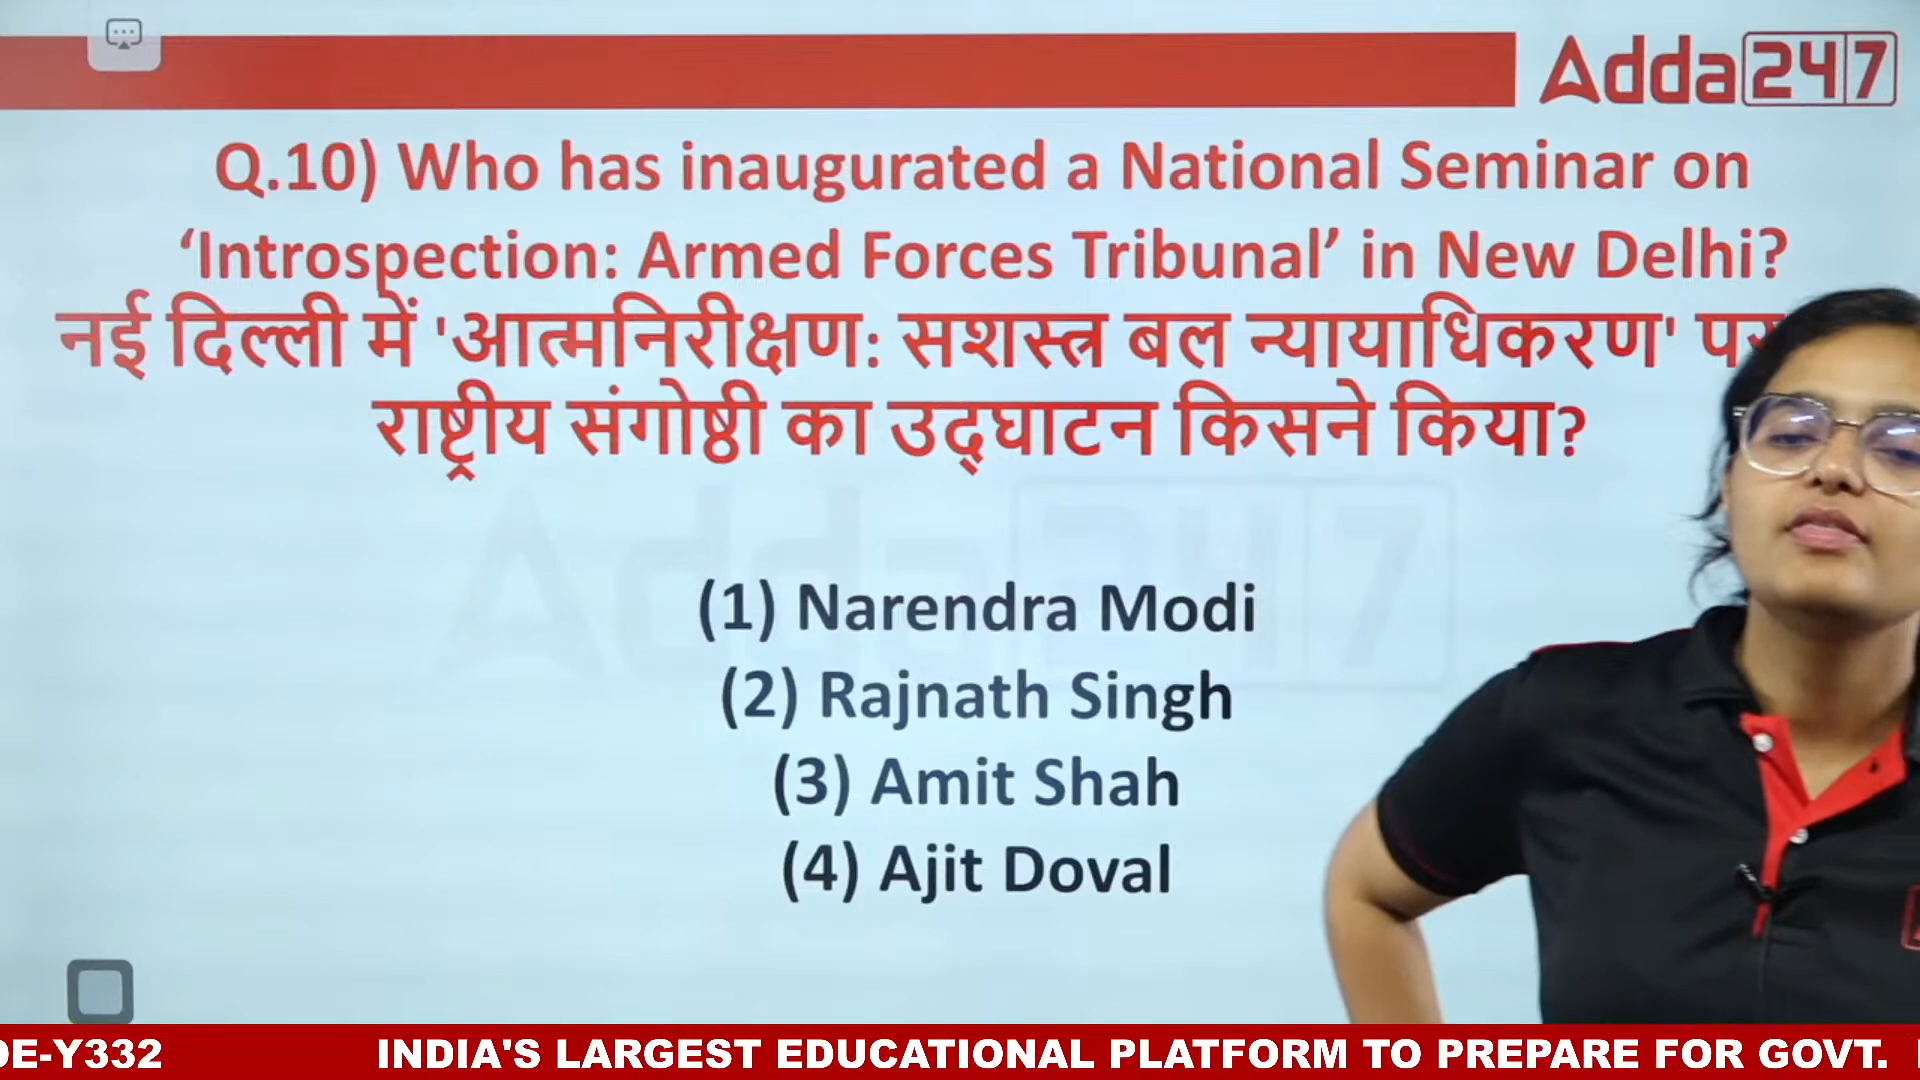 Adda247
Q.10) Who has inaugurated a National Seminar on
‘Introspection: Armed Forces Tribunal’ in New Delhi?
नई दिल्ली में 'आत्मनिरीक्षण: सशस्त्र बल न्यायाधिकरण' पर
राष्ट्रीय संगोष्ठी का उद्घाटन किसने किया?
Adda247
(1) Narendra Modi
(2) Rajnath Singh
(3) Amit Shah
(4) Ajit Doval
DE-Y332 INDIA'S LARGEST EDUCATIONAL PLATFORM TO PREPARE FOR GOVT.